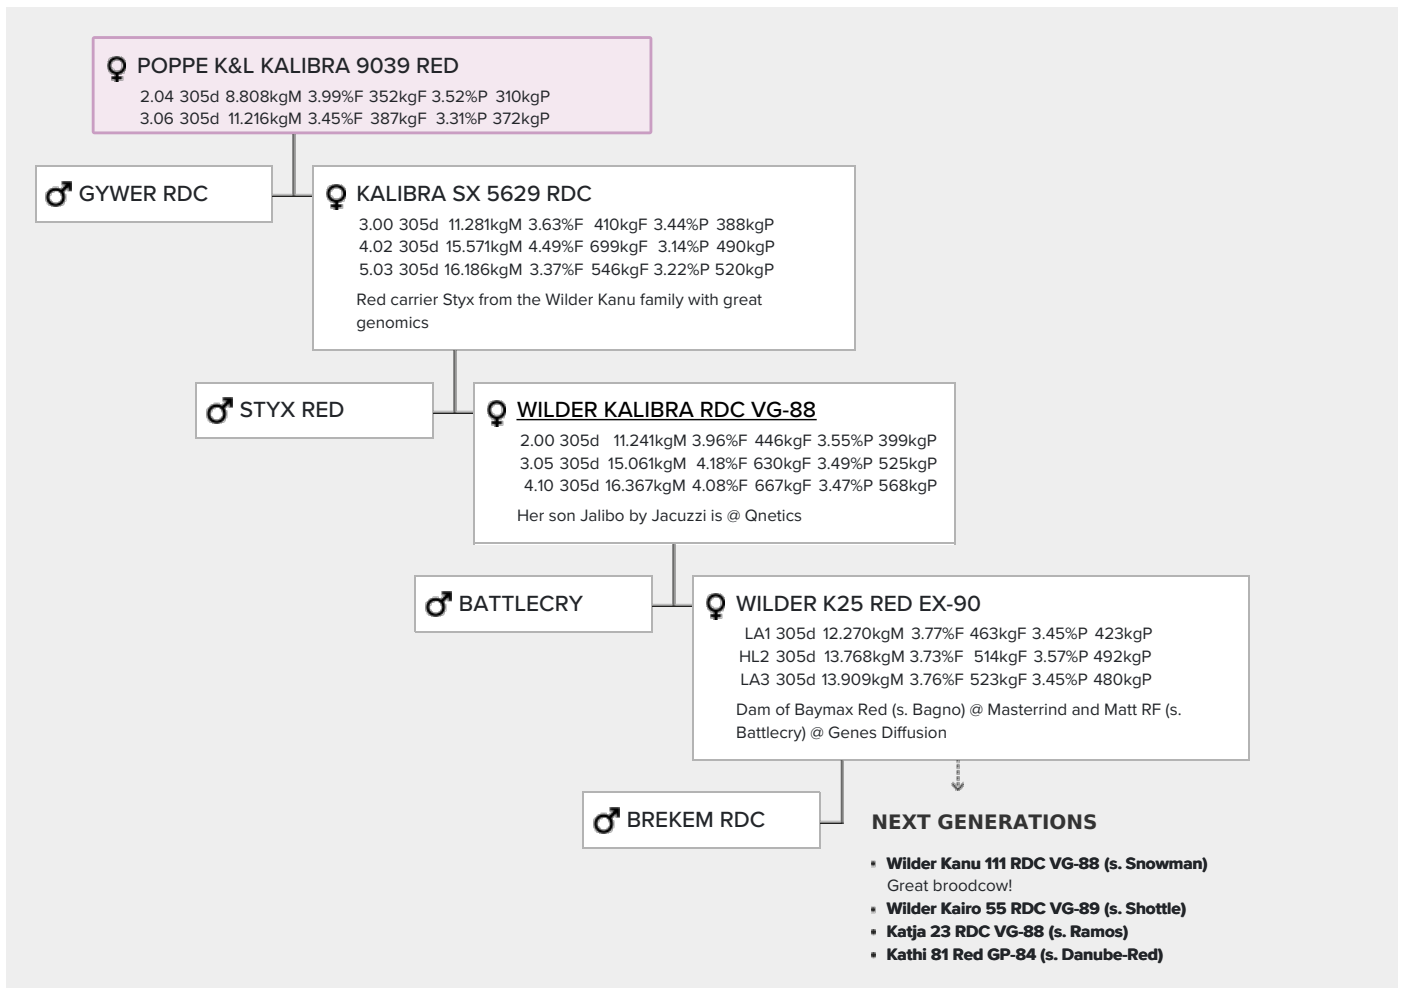 POPPE K&L KALIBRA 9039 RED
2.04 305d 8.808kgM 3.99%F 352kgF 3.52%P 310kgP
3.06 305d 11.216kgM 3.45%F 387kgF 3.31%P 372kgP
GYWER RDC
KALIBRA SX 5629 RDC
3.00 305d 11.281kgM 3.63%F 410kgF 3.44%P 388kgP
4.02 305d 15.571kgM 4.49%F 699kgF 3.14%P 490kgP
5.03 305d 16.186kgM 3.37%F 546kgF 3.22%P 520kgP
Red carrier Styx from the Wilder Kanu family with great
genomics
STYX RED
WILDER KALIBRA RDC VG-88
2.00 305d 11.241kgM 3.96%F 446kgF 3.55%P 399kgP
3.05 305d 15.061kgM 4.18%F 630kgF 3.49%P 525kgP
4.10 305d 16.367kgM 4.08%F 667kgF 3.47%P 568kgP
Her son Jalibo by Jacuzzi is @ Qnetics
BATTLECRY
WILDER K25 RED EX-90
LA1 305d 12.270kgM 3.77%F 463kgF 3.45%P 423kgP
HL2 305d 13.768kgM 3.73%F 514kgF 3.57%P 492kgP
LA3 305d 13.909kgM 3.76%F 523kgF 3.45%P 480kgP
Dam of Baymax Red (s. Bagno) @ Masterrind and Matt RF (s.
Battlecry) @ Genes Diffusion
BREKEM RDC
NEXT GENERATIONS
Wilder Kanu 111 RDC VG-88 (s. Snowman)
Great broodcow!
Wilder Kairo 55 RDC VG-89 (s. Shottle)
Katja 23 RDC VG-88 (s. Ramos)
Kathi 81 Red GP-84 (s. Danube-Red)